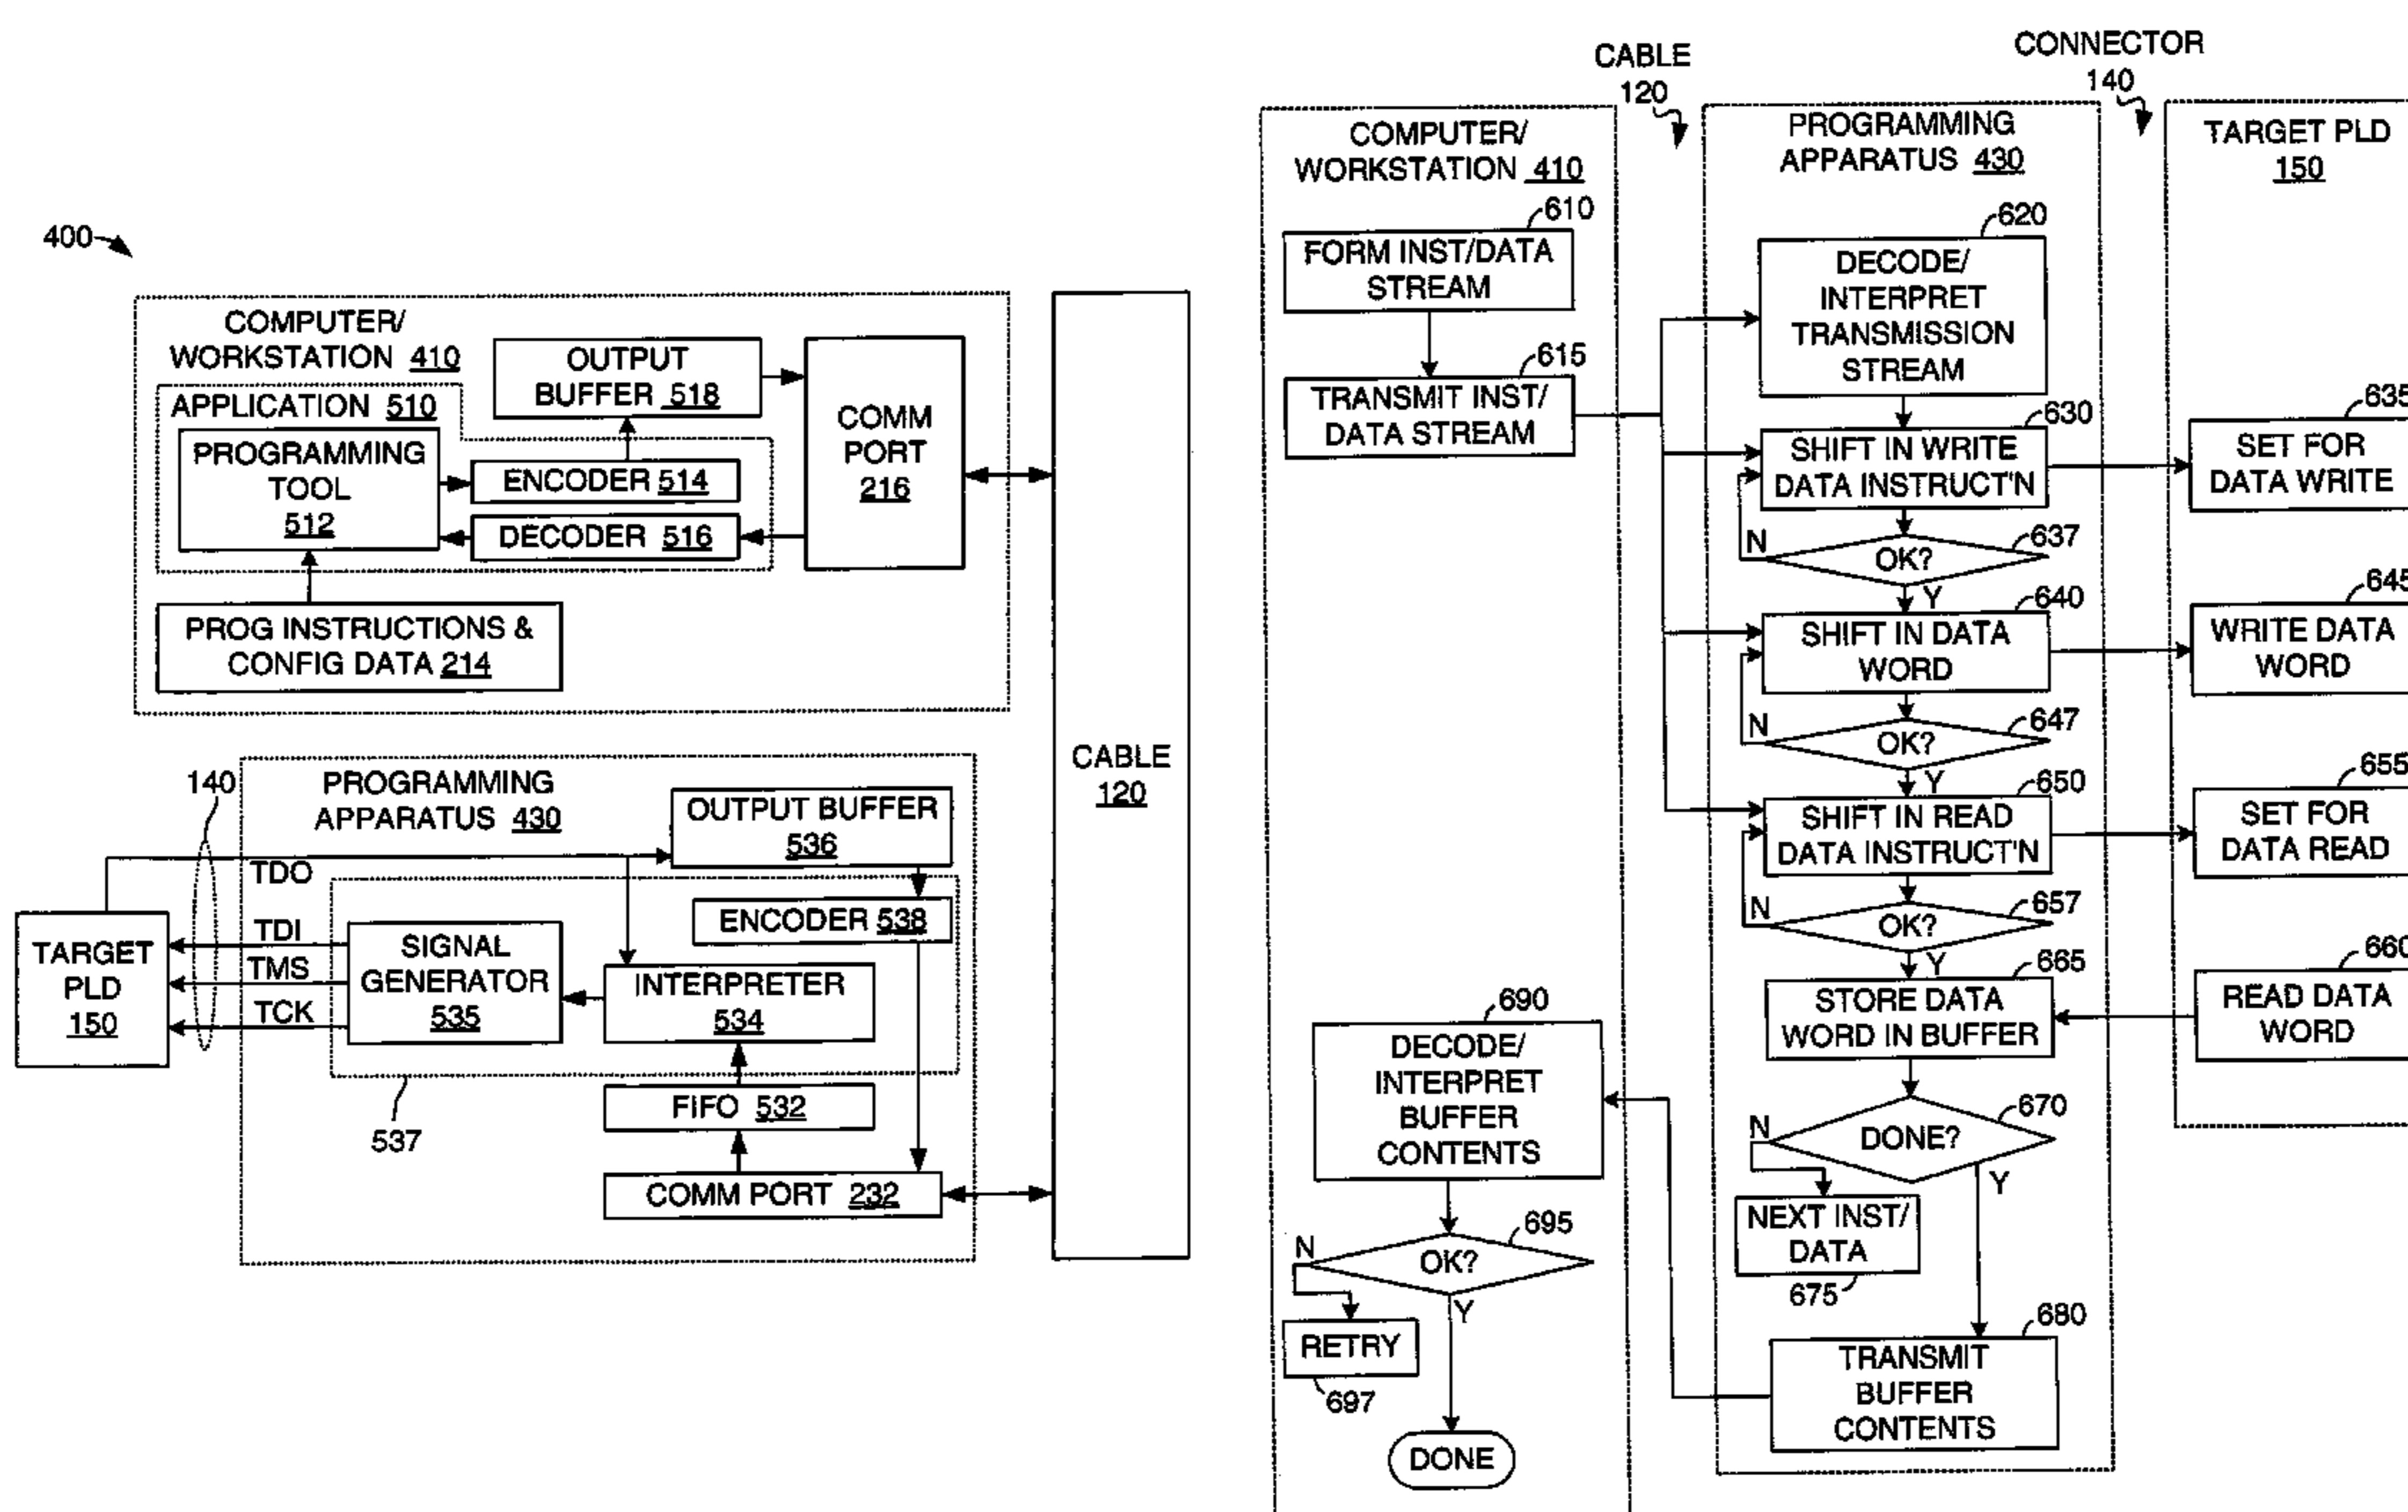 400
COMPUTER/
WORKSTATION 410
APPLICATION 510
PROGRAMMING
TOOL
512
OUTPUT
BUFFER 518
ENCODER 514
DECODER 516
COMM
PORT
216
PROG INSTRUCTIONS &
CONFIG DATA 214
CABLE
120
140
PROGRAMMING
APPARATUS 430
OUTPUT BUFFER
536
TDO
ENCODER 538
TARGET
PLD
150
TDI
TMS
TCK
SIGNAL
GENERATOR
535
INTERPRETER
534
FIFO 532
537
COMM PORT 232
CABLE
120
CONNECTOR
140
COMPUTER/
WORKSTATION 410
610
FORM INST/DATA
STREAM
615
TRANSMIT INST/
DATA STREAM
690
DECODE/
INTERPRET
BUFFER
CONTENTS
695
OK?
N
Y
RETRY
697
DONE
PROGRAMMING
APPARATUS 430
620
DECODE/
INTERPRET
TRANSMISSION
STREAM
630
SHIFT IN WRITE
DATA INSTRUCT'N
637
N
OK?
Y
640
SHIFT IN DATA
WORD
647
N
OK?
Y
650
SHIFT IN READ
DATA INSTRUCT'N
657
N
OK?
Y
665
STORE DATA
WORD IN BUFFER
670
N
DONE?
Y
NEXT INST/
DATA
675
680
TRANSMIT
BUFFER
CONTENTS
TARGET PLD
150
635
SET FOR
DATA WRITE
645
WRITE DATA
WORD
655
SET FOR
DATA READ
660
READ DATA
WORD